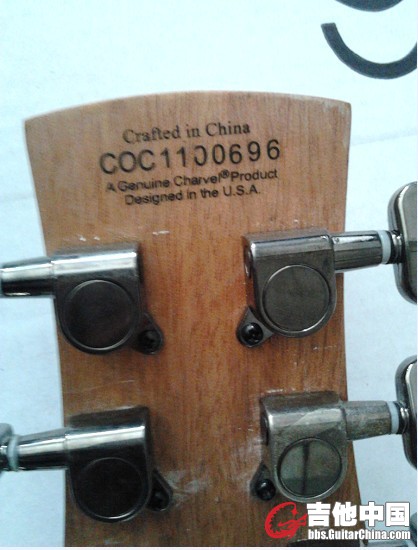 Crafted in China
COC1100696
A Genuine Charvel®Product
Designed in the U.S.A.
吉他中国
bbs.GuitarChina.com